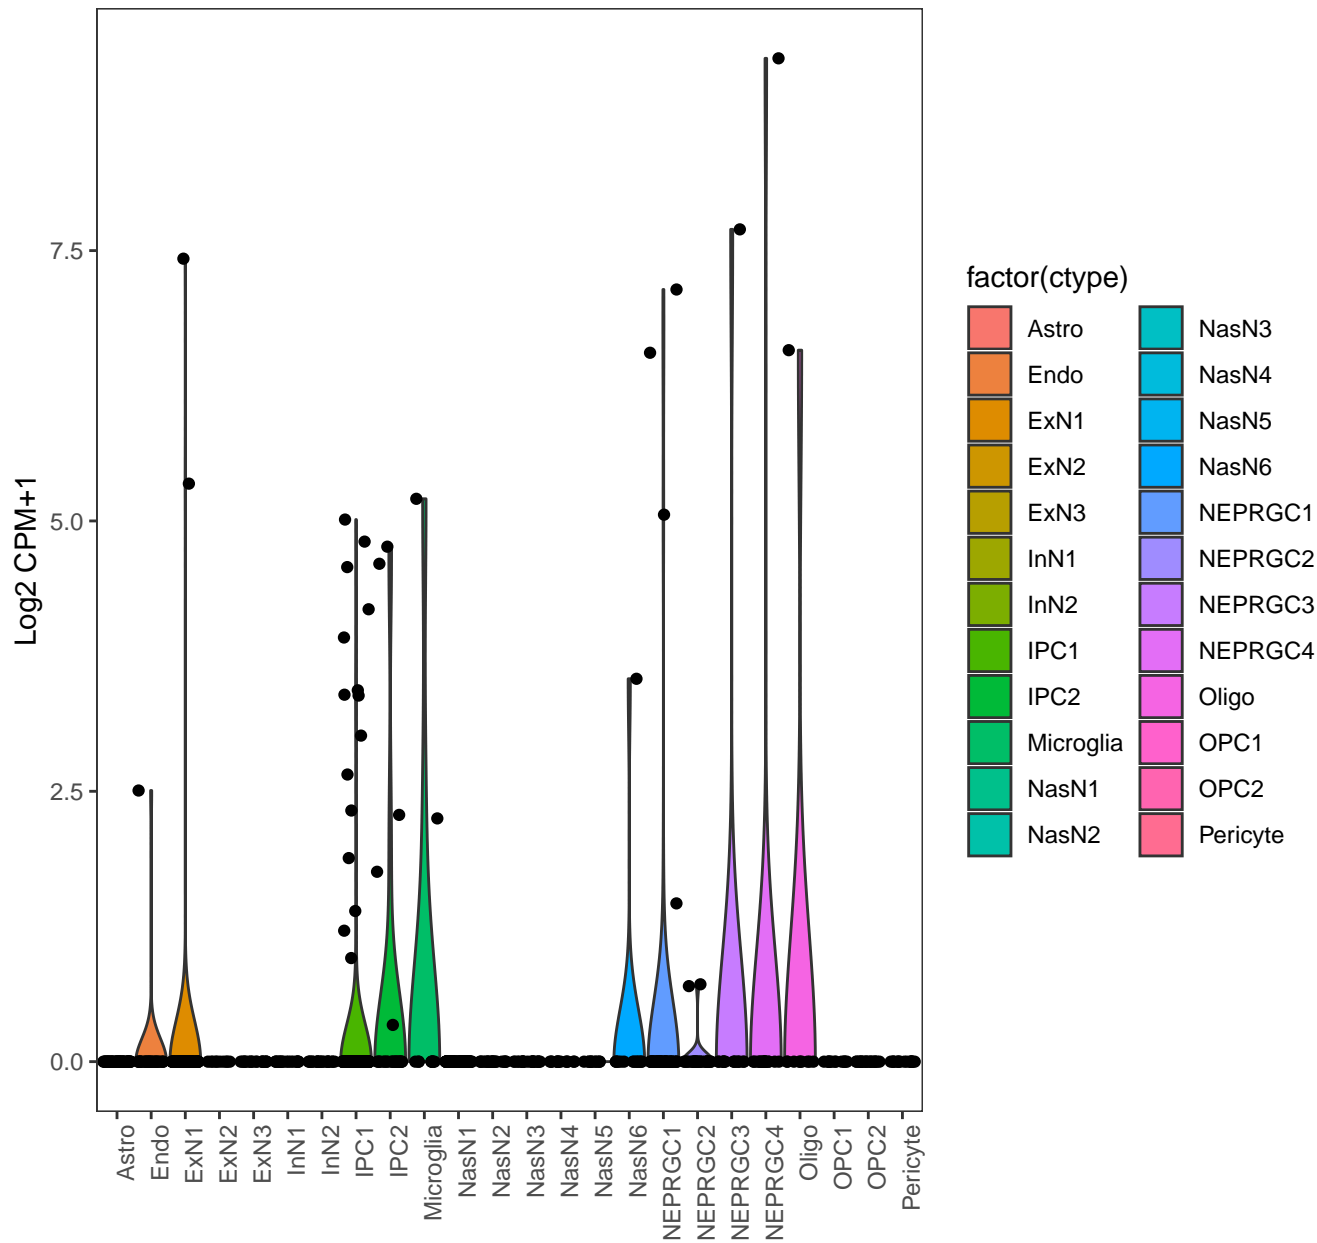 7.5
5.0
2.5
0.0
Log2 CPM+1
Astro
Endo
ExN1
ExN2
ExN3
InN1
InN2
IPC1
IPC2
Microglia
NasN1
NasN2
NasN3
NasN4
NasN5
NasN6
NEPRGC1
NEPRGC2
NEPRGC3
NEPRGC4
Oligo
OPC1
OPC2
Pericyte
factor(ctype)
Astro
Endo
ExN1
ExN2
ExN3
InN1
InN2
IPC1
IPC2
Microglia
NasN1
NasN2
NasN3
NasN4
NasN5
NasN6
NEPRGC1
NEPRGC2
NEPRGC3
NEPRGC4
Oligo
OPC1
OPC2
Pericyte